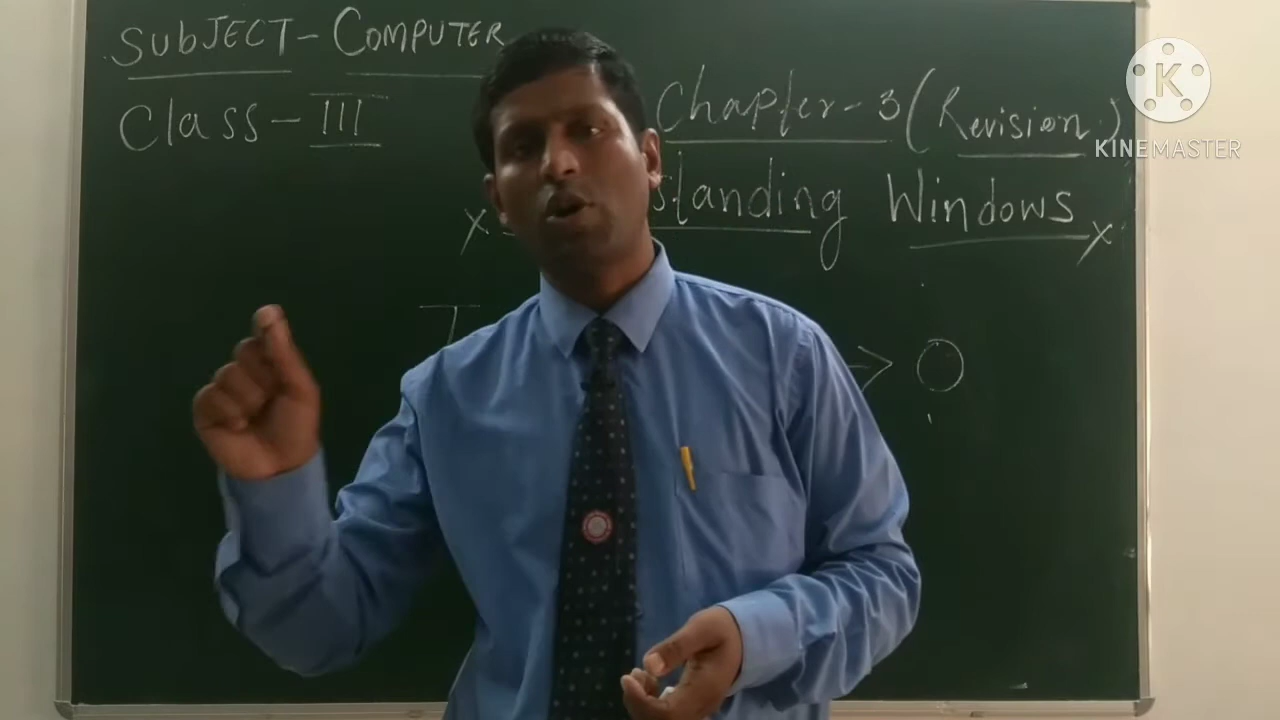 SUBJECT - COMPUTER
Class - III
Chapter - 3 (Revision)
x standing Windows x
KINEMASTER